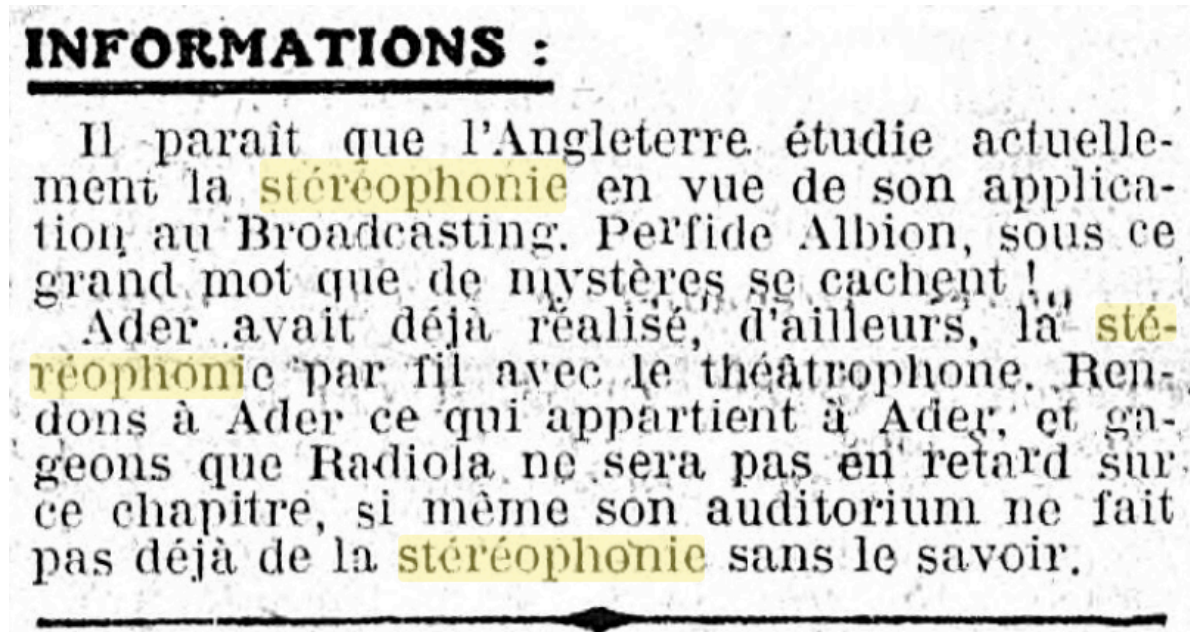 INFORMATIONS :
Il paraît que l'Angleterre étudie actuelle-
ment la stéréophonie en vue de son applica-
tion au Broadcasting. Perfide Albion, sous ce
grand mot que de mystères se cachent !
Ader avait déjà réalisé, d'ailleurs, la sté-
réophonie par fil avec le théâtrophone. Ren-
dons à Ader ce qui appartient à Ader, et ga-
geons que Radiola ne sera pas en retard sur
ce chapitre, si même son auditorium ne fait
pas déjà de la stéréophonie sans le savoir.